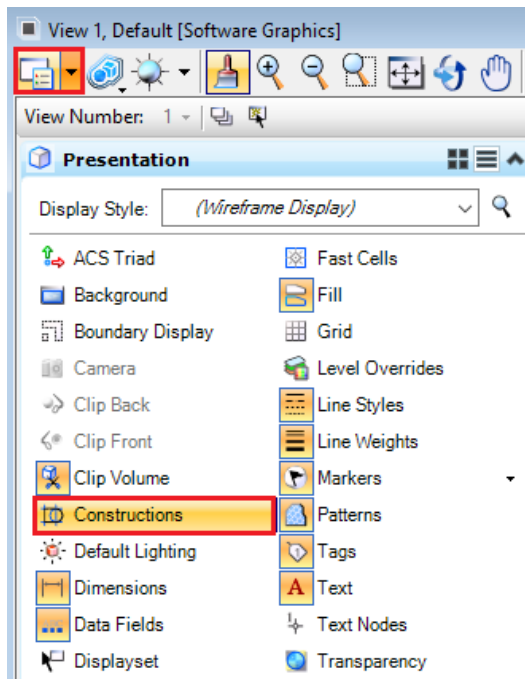 View 1, Default [Software Graphics]
View Number: 1
Presentation
Display Style: (Wireframe Display)
ACS Triad Fast Cells
Background Fill
Boundary Display Grid
Camera Level Overrides
Clip Back Line Styles
Clip Front Line Weights
Clip Volume Markers
Constructions Patterns
Default Lighting Tags
Dimensions A Text
Data Fields Text Nodes
Displayset Transparency